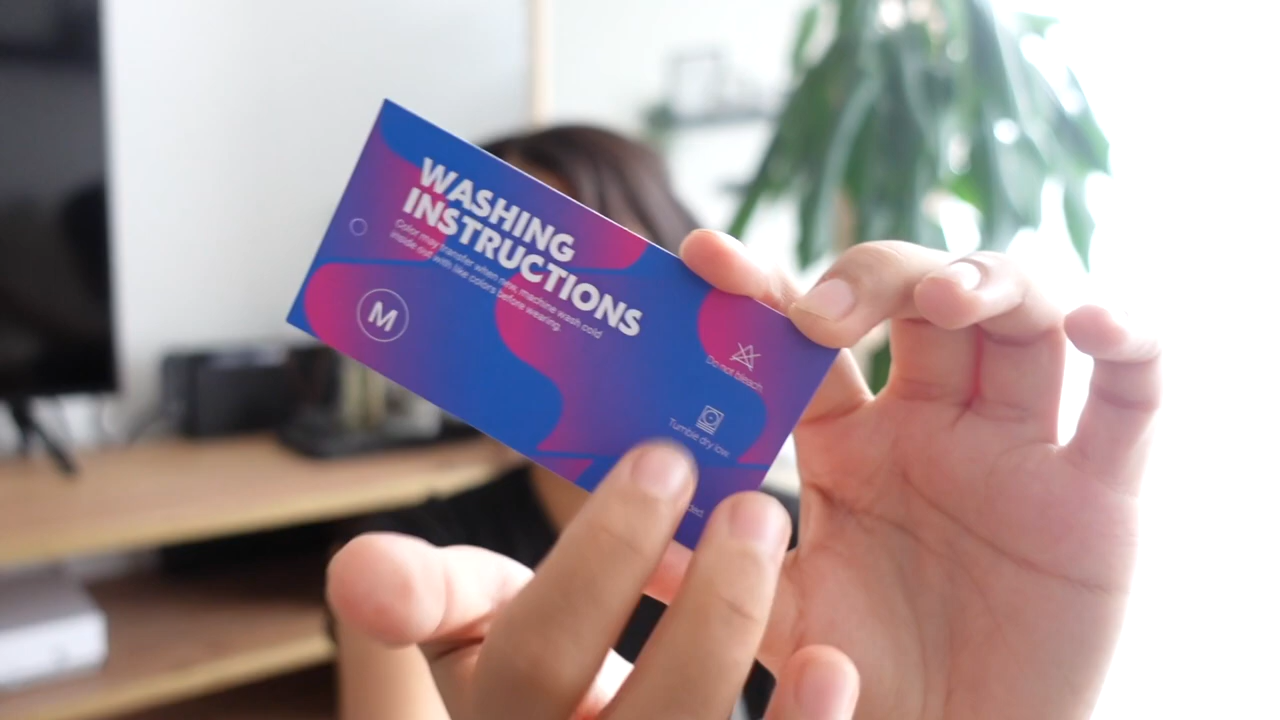 WASHING
INSTRUCTIONS
Color may transfer when new, machine wash cold
inside out with like colors before wearing.
M
Do not bleach.
Tumble dry low.